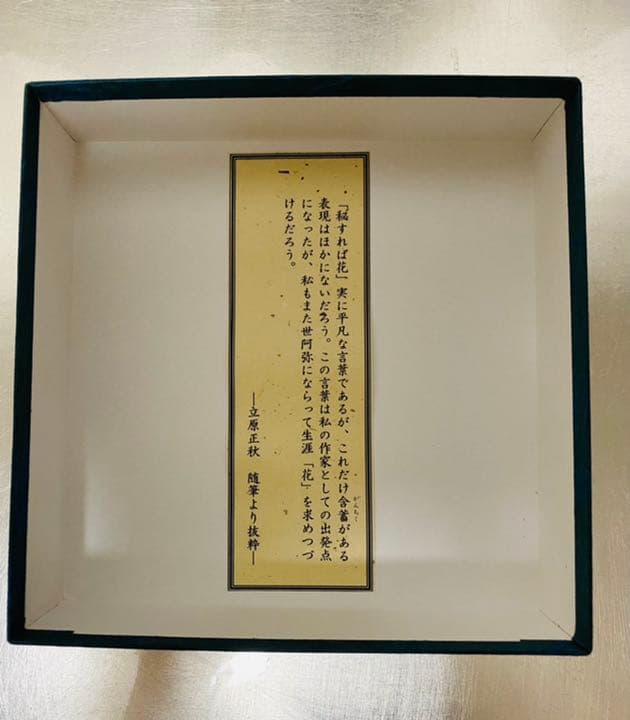 「秘すれば花」実に平凡な言葉であるが、これだけ含蓄がある
がんちく
表現はほかにないだろう。この言葉は私の作家としての出発点
になったが、私もまた世阿弥にならって生涯「花」を求めつづ
けるだろう。
―立原正秋 随筆より抜粋―